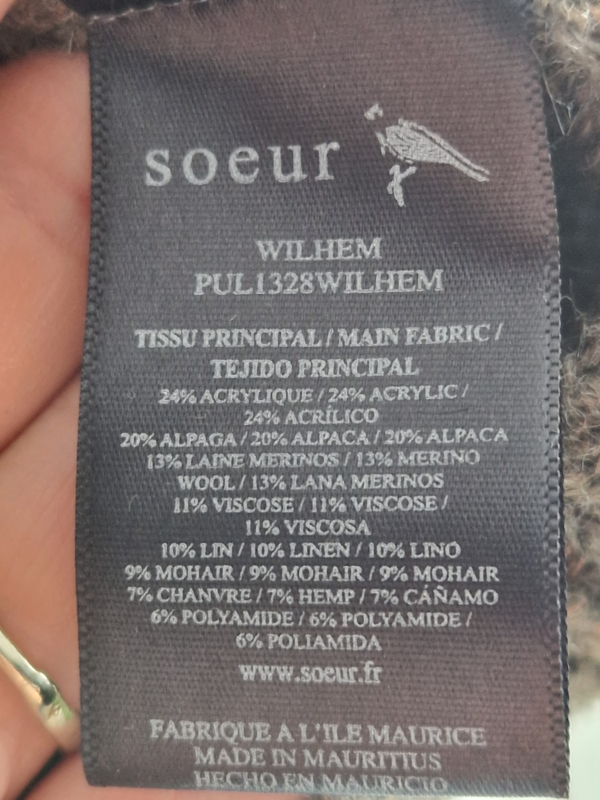 soeur
WILHEM
PUL1328WILHEM
TISSU PRINCIPAL / MAIN FABRIC /
TEJIDO PRINCIPAL
24% ACRYLIQUE / 24% ACRYLIC /
24% ACRÍLICO
20% ALPAGA / 20% ALPACA / 20% ALPACA
13% LAINE MERINOS / 13% MERINO
WOOL / 13% LANA MERINOS
11% VISCOSE / 11% VISCOSE /
11% VISCOSA
10% LIN / 10% LINEN / 10% LINO
9% MOHAIR / 9% MOHAIR / 9% MOHAIR
7% CHANVRE / 7% HEMP / 7% CÁÑAMO
6% POLYAMIDE / 6% POLYAMIDE /
6% POLIAMIDA
www.soeur.fr
FABRIQUE A L'ILE MAURICE
MADE IN MAURITIUS
HECHO EN MAURICIO